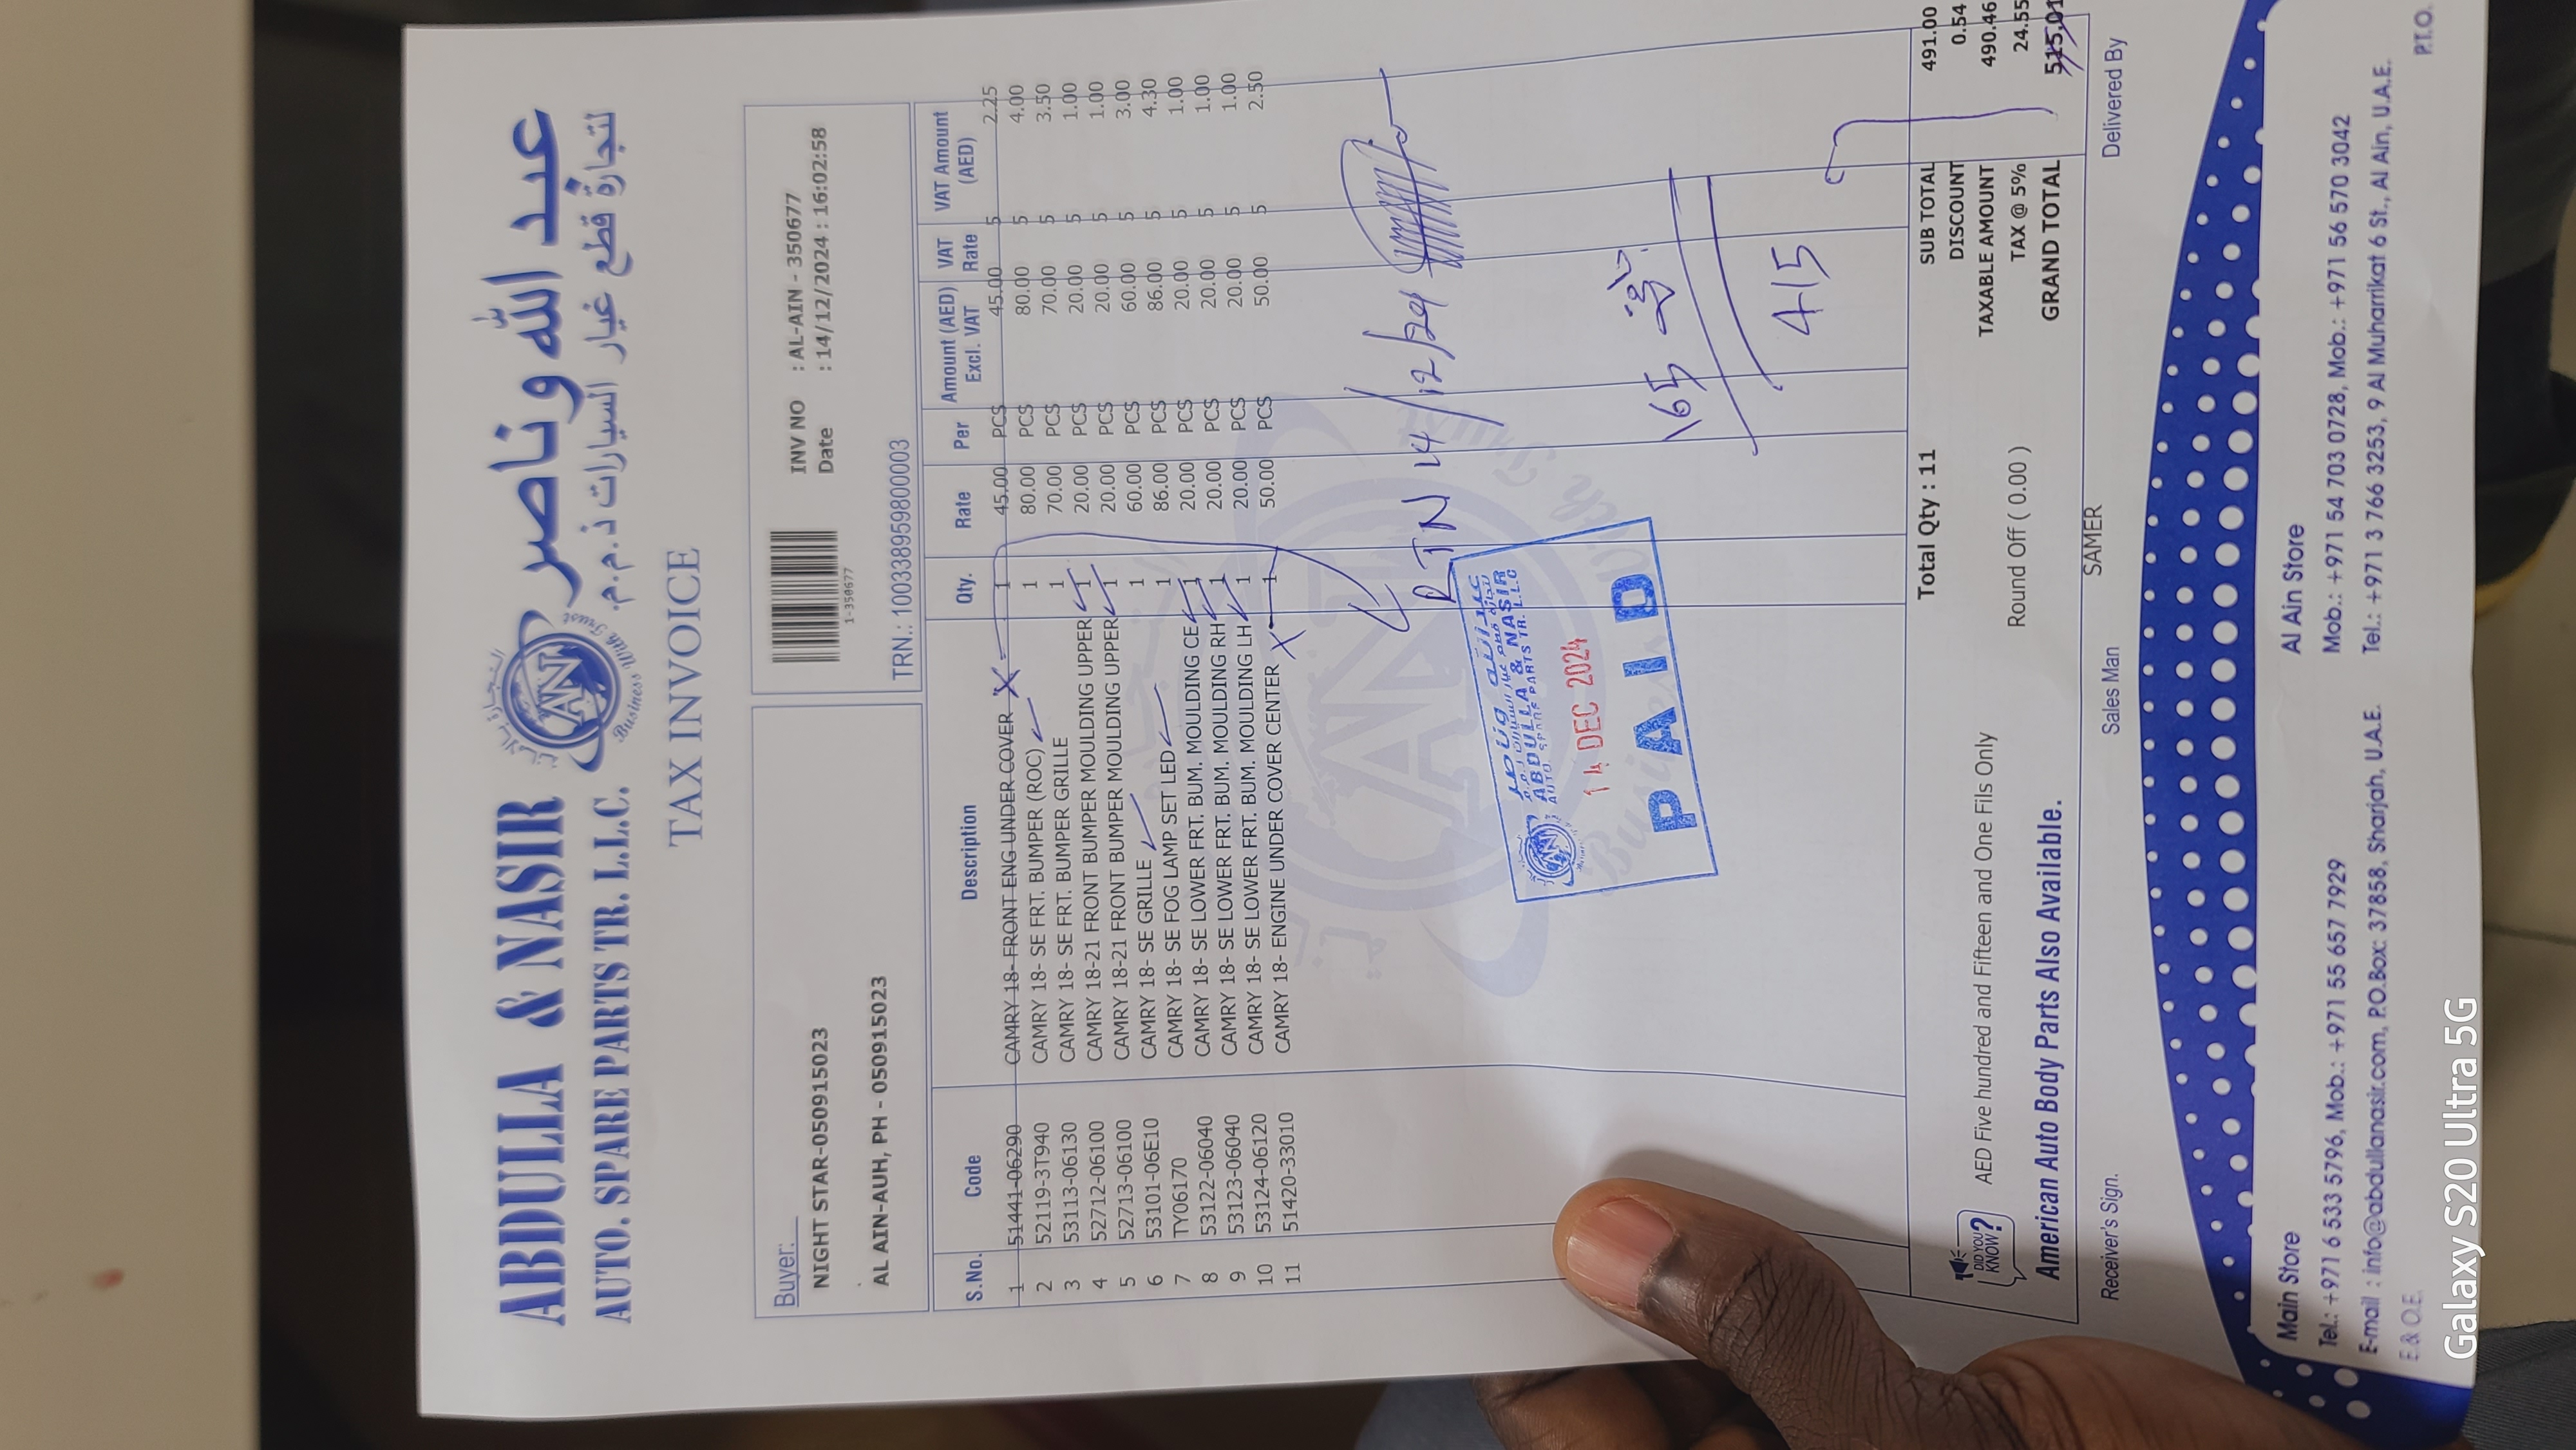 ABDULLA & NASIR
AUTO. SPARE PARTS TR. L.L.C.
عبد الله وناصر
لتجارة قطع غيار السيارات ذ.م.م.
AN
Business With Trust
TAX INVOICE
Buyer:
NIGHT STAR-050915023
AL AIN-AUH, PH - 050915023
1-350677
INV NO : AL-AIN - 350677
Date : 14/12/2024 : 16:02:58
TRN.: 100338959800003
S.No. Code Description Qty. Rate Per Amount (AED) Excl. VAT VAT Rate VAT Amount (AED)
1 51441-06290 CAMRY 18- FRONT ENG UNDER COVER X 1 45.00 PCS 45.00 5 2.25
2 52119-3T940 CAMRY 18- SE FRT. BUMPER (ROC) 1 80.00 PCS 80.00 5 4.00
3 53113-06130 CAMRY 18- SE FRT. BUMPER GRILLE 1 70.00 PCS 70.00 5 3.50
4 52712-06100 CAMRY 18-21 FRONT BUMPER MOULDING UPPER 1 20.00 PCS 20.00 5 1.00
5 52713-06100 CAMRY 18-21 FRONT BUMPER MOULDING UPPER 1 20.00 PCS 20.00 5 1.00
6 53101-06E10 CAMRY 18- SE GRILLE 1 60.00 PCS 60.00 5 3.00
7 TY06170 CAMRY 18- SE FOG LAMP SET LED 1 86.00 PCS 86.00 5 4.30
8 53122-06040 CAMRY 18- SE LOWER FRT. BUM. MOULDING CE 1 20.00 PCS 20.00 5 1.00
9 53123-06040 CAMRY 18- SE LOWER FRT. BUM. MOULDING RH 1 20.00 PCS 20.00 5 1.00
10 53124-06120 CAMRY 18- SE LOWER FRT. BUM. MOULDING LH 1 20.00 PCS 20.00 5 1.00
11 51420-33010 CAMRY 18- ENGINE UNDER COVER CENTER X 1 50.00 PCS 50.00 5 2.50
RTN 14/12/24
ABDULLA & NASIR
AUTO SPARE PARTS TR. L.L.C
14 DEC 2024
PAID
165
415
Total Qty : 11
SUB TOTAL 491.00
DISCOUNT 0.54
TAXABLE AMOUNT 490.46
TAX @ 5% 24.55
GRAND TOTAL 515.01
DID YOU KNOW?
AED Five hundred and Fifteen and One Fils Only
Round Off ( 0.00 )
American Auto Body Parts Also Available.
SAMER
Receiver's Sign. Sales Man Delivered By
Main Store
Tel.: +971 6 533 5796, Mob.: +971 55 657 7929
E-mail : info@abdullanasir.com, P.O.Box: 37858, Sharjah, U.A.E.
E.& O.E.
Al Ain Store
Mob.: +971 54 703 0728, Mob.: +971 56 570 3042
Tel.: +971 3 766 3253, 9 Al Muharrikat 6 St., Al Ain, U.A.E.
P.T.O.
Galaxy S20 Ultra 5G